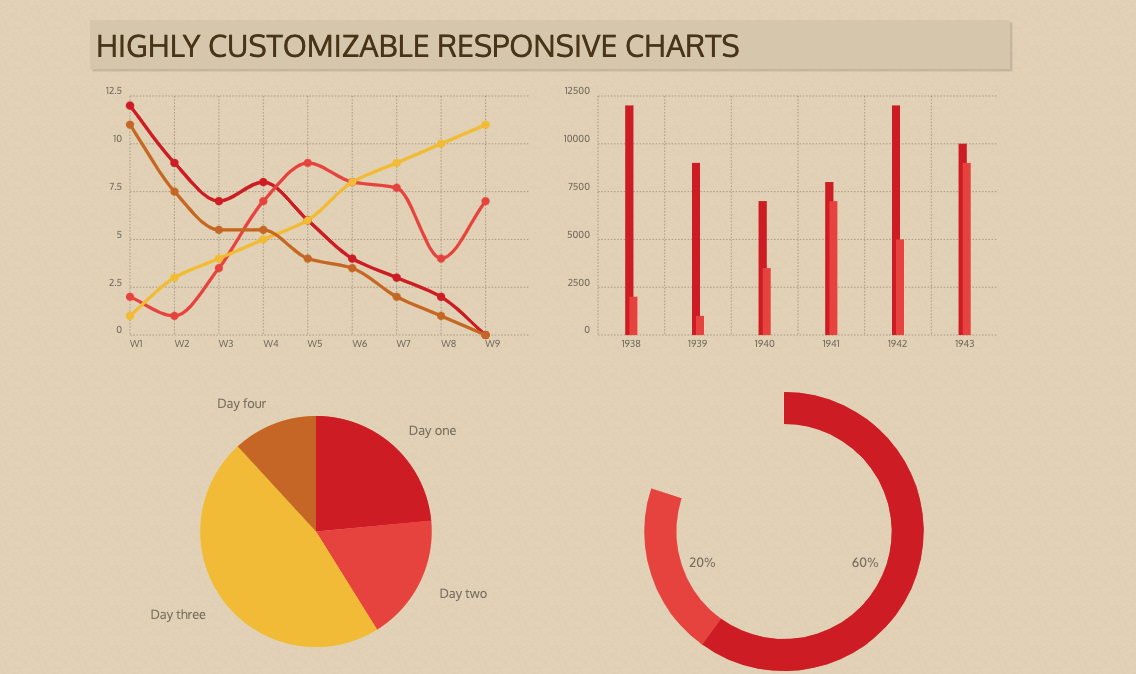 HIGHLY CUSTOMIZABLE RESPONSIVE CHARTS
12.5
10
7.5
5
2.5
0
W1 W2 W3 W4 W5 W6 W7 W8 W9
12500
10000
7500
5000
2500
0
1938 1939 1940 1941 1942 1943
Day four
Day one
Day two
Day three
20% 60%